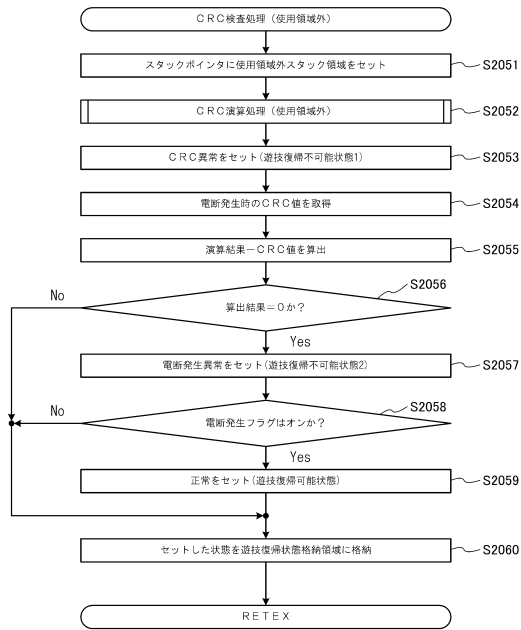 ＣＲＣ検査処理（使用領域外）
スタックポインタに使用領域外スタック領域をセット
S2051
ＣＲＣ演算処理（使用領域外）
S2052
ＣＲＣ異常をセット(遊技復帰不可能状態1)
S2053
電断発生時のＣＲＣ値を取得
S2054
演算結果－ＣＲＣ値を算出
S2055
S2056
No
算出結果＝０か？
Yes
電断発生異常をセット(遊技復帰不可能状態2)
S2057
S2058
No
電断発生フラグはオンか？
Yes
正常をセット(遊技復帰可能状態)
S2059
セットした状態を遊技復帰状態格納領域に格納
S2060
ＲＥＴＥＸ